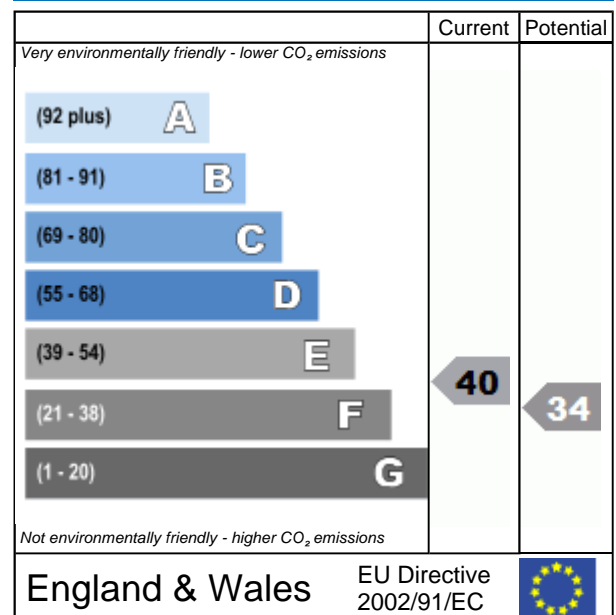 Current Potential
Very environmentally friendly - lower CO₂ emissions
(92 plus) A
(81 - 91) B
(69 - 80) C
(55 - 68) D
(39 - 54) E
40
(21 - 38) F
34
(1 - 20) G
Not environmentally friendly - higher CO₂ emissions
England & Wales
EU Directive
2002/91/EC